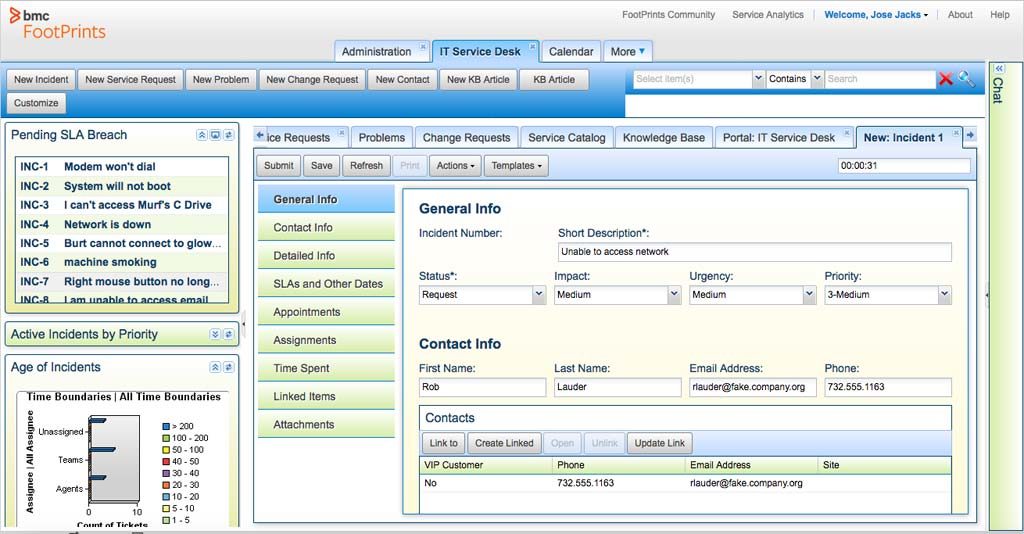 bmc
FootPrints
FootPrints Community Service Analytics Welcome, Jose Jacks About Help
Administration IT Service Desk Calendar More
New Incident New Service Request New Problem New Change Request New Contact New KB Article KB Article
Select item(s) Contains Search
Customize
Chat
Pending SLA Breach
INC-1 Modem won't dial
INC-2 System will not boot
INC-3 I can't access Murf's C Drive
INC-4 Network is down
INC-5 Burt cannot connect to glow...
INC-6 machine smoking
INC-7 Right mouse button no long...
INC-8 I am unable to access email
Active Incidents by Priority
Age of Incidents
Time Boundaries | All Time Boundaries
Assignee | All Assignee
Unassigned
Teams
Agents
0 10
Count of Tickets
> 200
100 - 200
50 - 100
40 - 50
30 - 40
20 - 30
10 - 20
5 - 10
1 - 5
ice Requests Problems Change Requests Service Catalog Knowledge Base Portal: IT Service Desk New: Incident 1
Submit Save Refresh Print Actions Templates 00:00:31
General Info
Contact Info
Detailed Info
SLAs and Other Dates
Appointments
Assignments
Time Spent
Linked Items
Attachments
General Info
Incident Number: Short Description*:
Unable to access network
Status*: Impact: Urgency: Priority:
Request Medium Medium 3-Medium
Contact Info
First Name: Last Name: Email Address: Phone:
Rob Lauder rlauder@fake.company.org 732.555.1163
Contacts
Link to Create Linked Open Unlink Update Link
VIP Customer Phone Email Address Site
No 732.555.1163 rlauder@fake.company.org